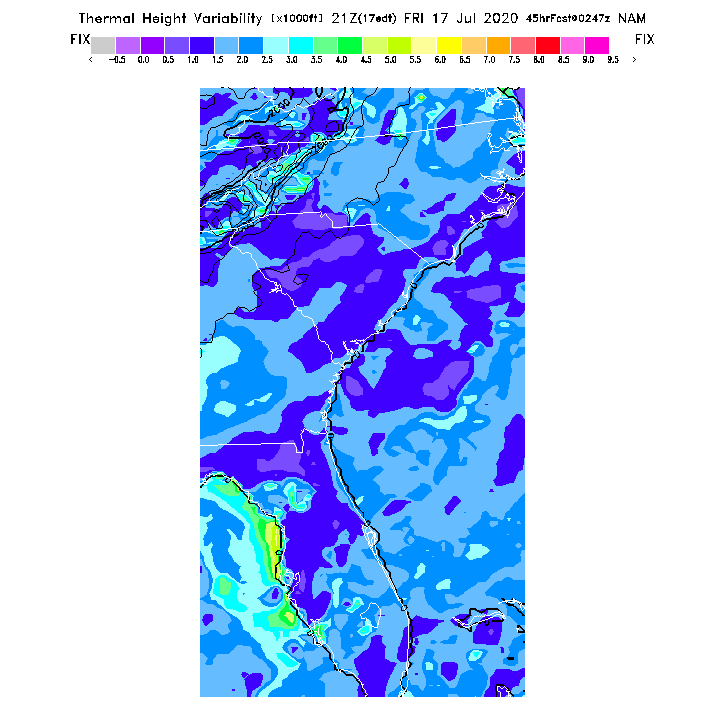 Thermal Height Variability [x1000ft] 21Z(17edt) FRI 17 Jul 2020 45hrFcst@0247z NAM
FIX FIX
< -0.5 0.0 0.5 1.0 1.5 2.0 2.5 3.0 3.5 4.0 4.5 5.0 5.5 6.0 6.5 7.0 7.5 8.0 8.5 9.0 9.5 >
2000